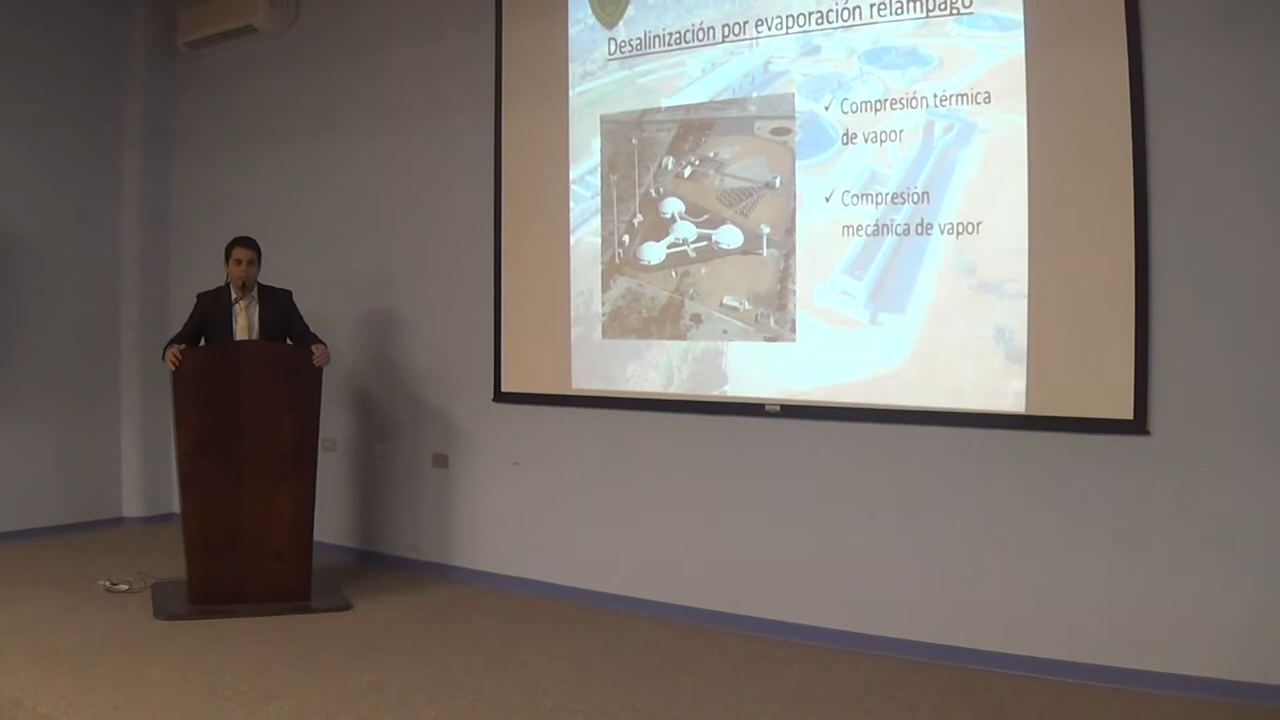 Desalinización por evaporación relámpago
✓ Compresión térmica
de vapor
✓ Compresión
mecánica de vapor